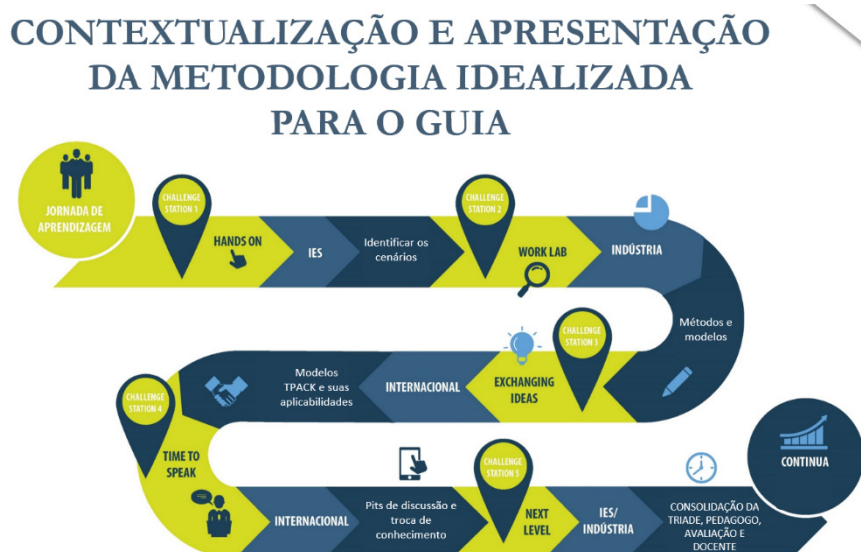 CONTEXTUALIZAÇÃO E APRESENTAÇÃO
DA METODOLOGIA IDEALIZADA
PARA O GUIA
JORNADA DE
APRENDIZAGEM
CHALLENGE
STATION 1
HANDS ON
IES
Identificar os
cenários
CHALLENGE
STATION 2
WORK LAB
INDÚSTRIA
Métodos e
modelos
CHALLENGE
STATION 3
EXCHANGING
IDEAS
INTERNACIONAL
Modelos
TPACK e suas
aplicabilidades
CHALLENGE
STATION 4
TIME TO
SPEAK
INTERNACIONAL
Pits de discussão e
troca de
conhecimento
CHALLENGE
STATION 5
NEXT
LEVEL
IES/
INDÚSTRIA
CONSOLIDAÇÃO DA
TRIADE, PEDAGOGO,
AVALIAÇÃO E
DOCENTE
CONTINUA